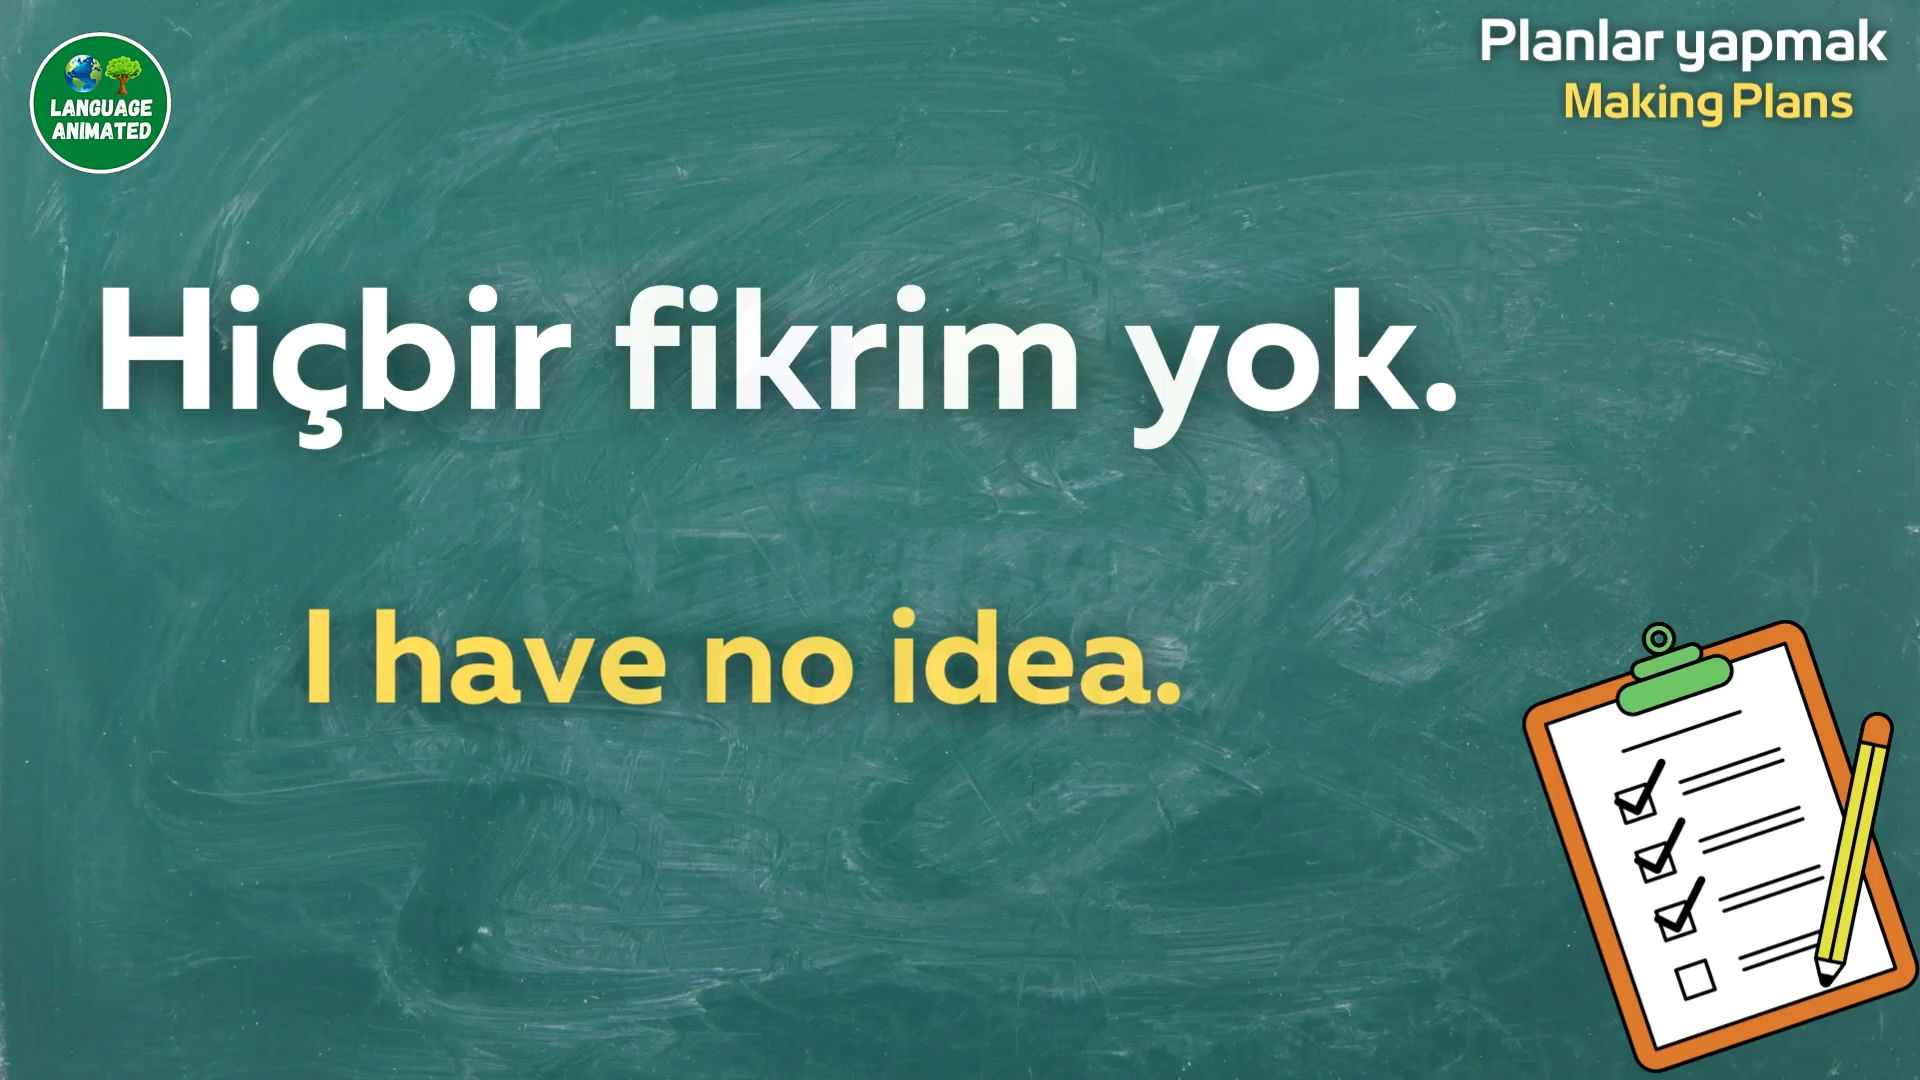 LANGUAGE
ANIMATED
Planlar yapmak
Making Plans
Hiçbir fikrim yok.
I have no idea.